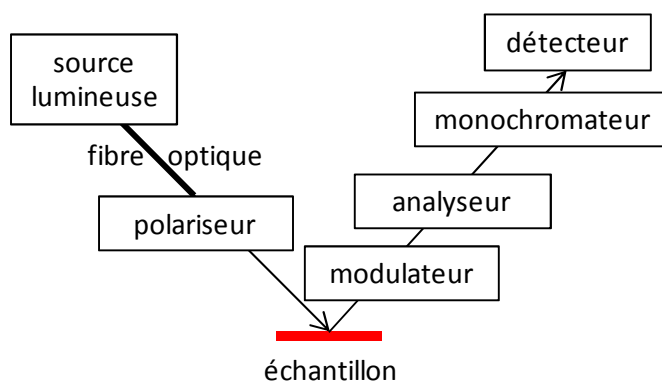 source
lumineuse
fibre optique
polariseur
échantillon
modulateur
analyseur
monochromateur
détecteur